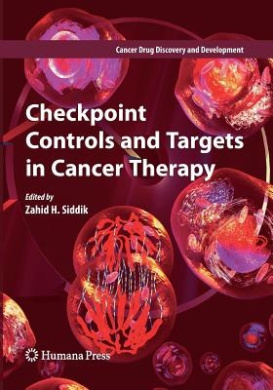 Cancer Drug Discovery and Development
Checkpoint
Controls and Targets
in Cancer Therapy
Edited by
Zahid H. Siddik
Humana Press